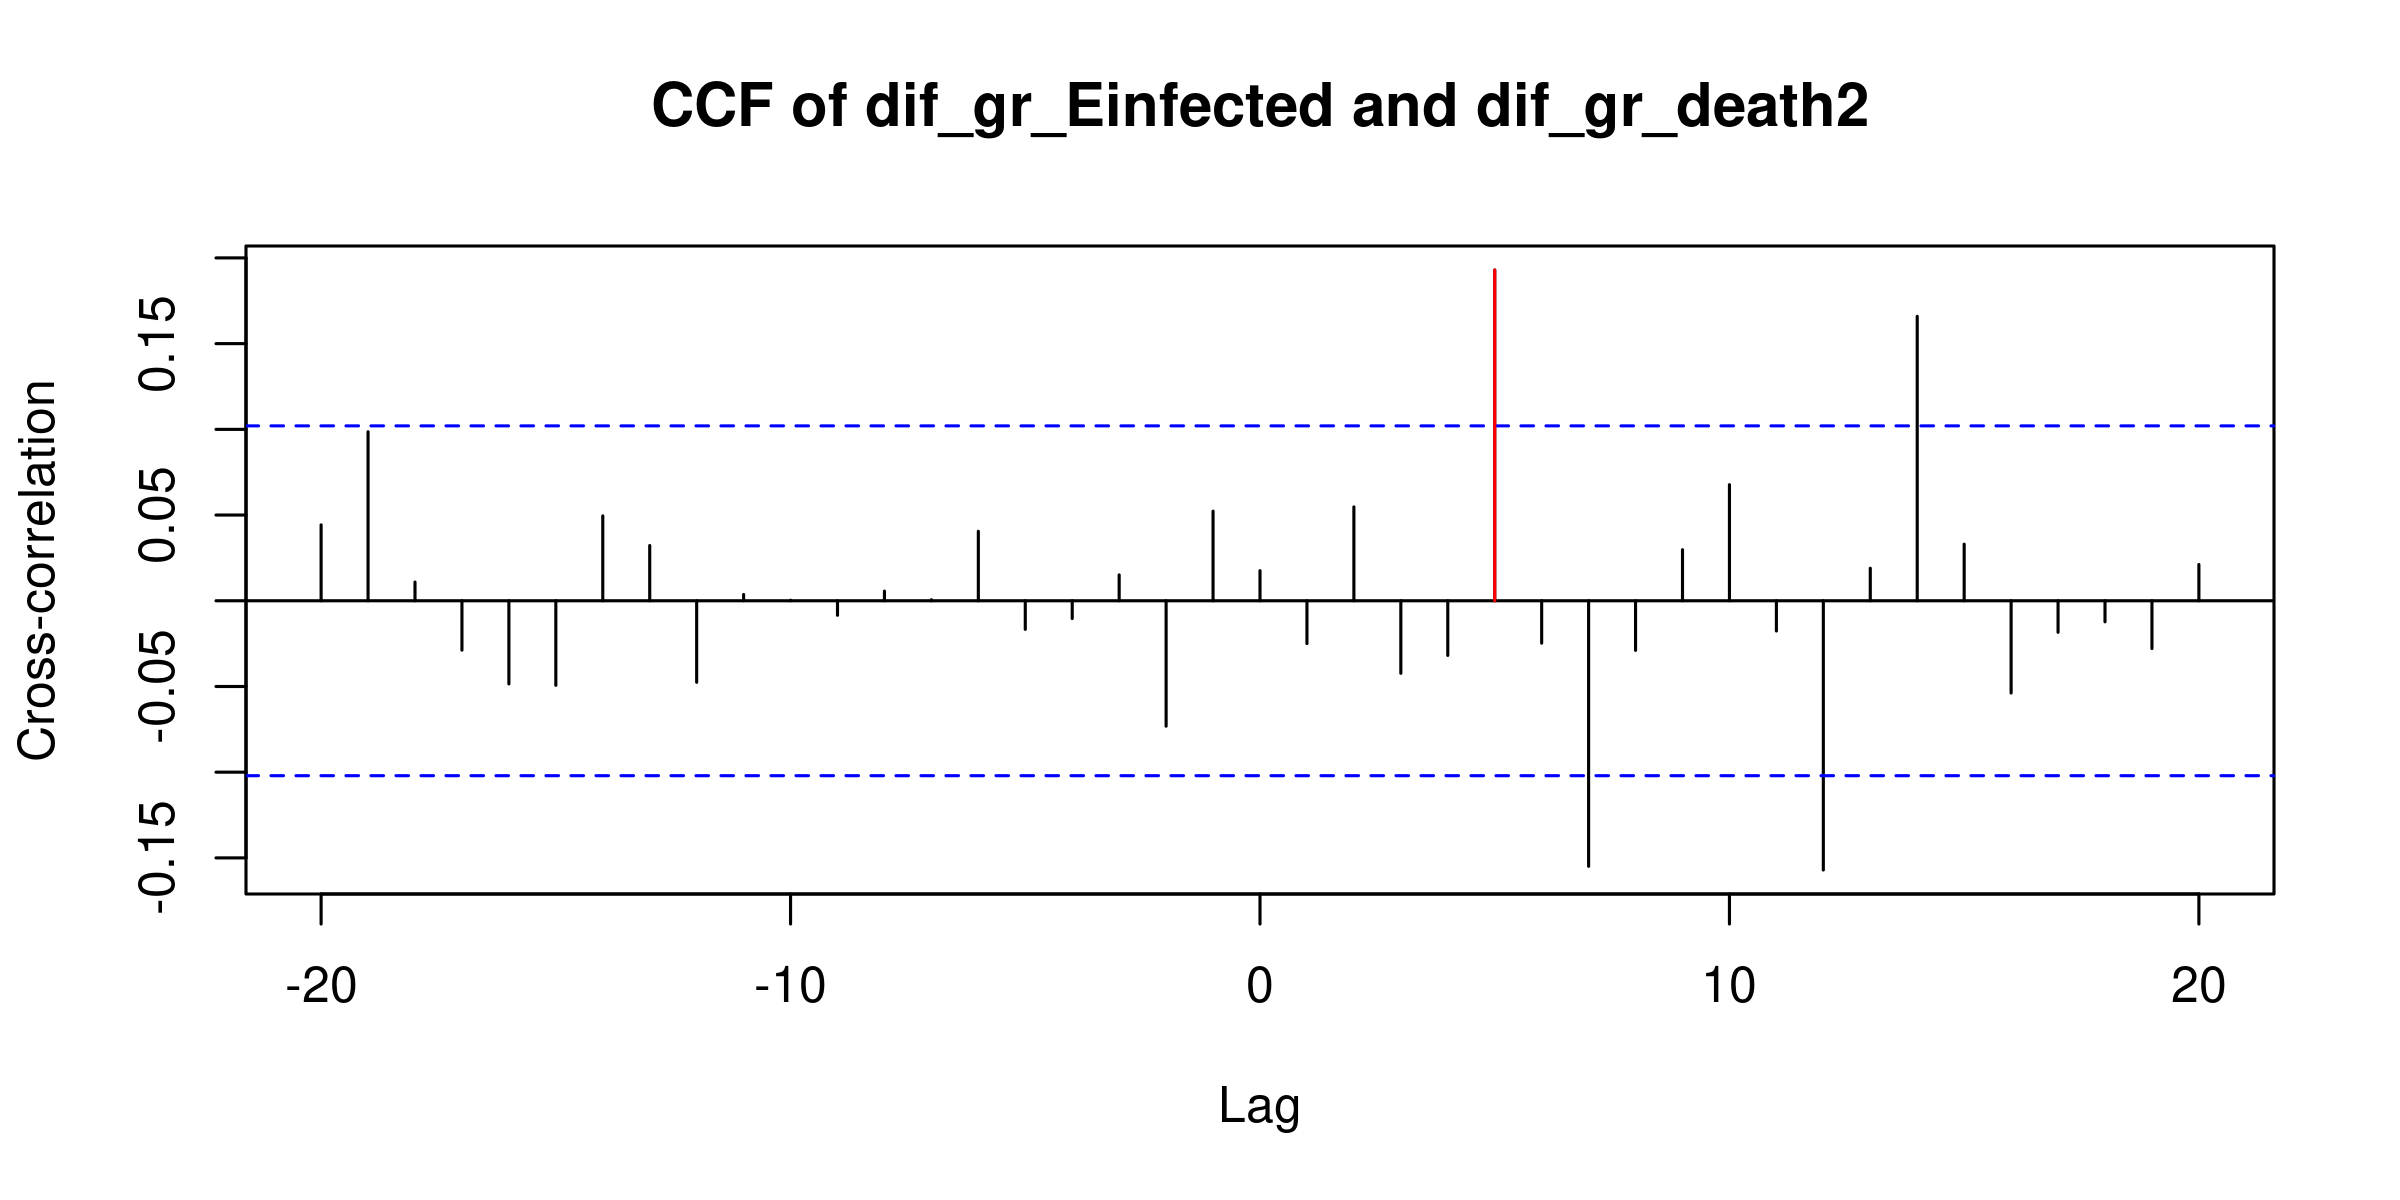 CCF of dif_gr_Einfected and dif_gr_death2
Cross-correlation
0.15
0.05
-0.05
-0.15
-20 -10 0 10 20
Lag